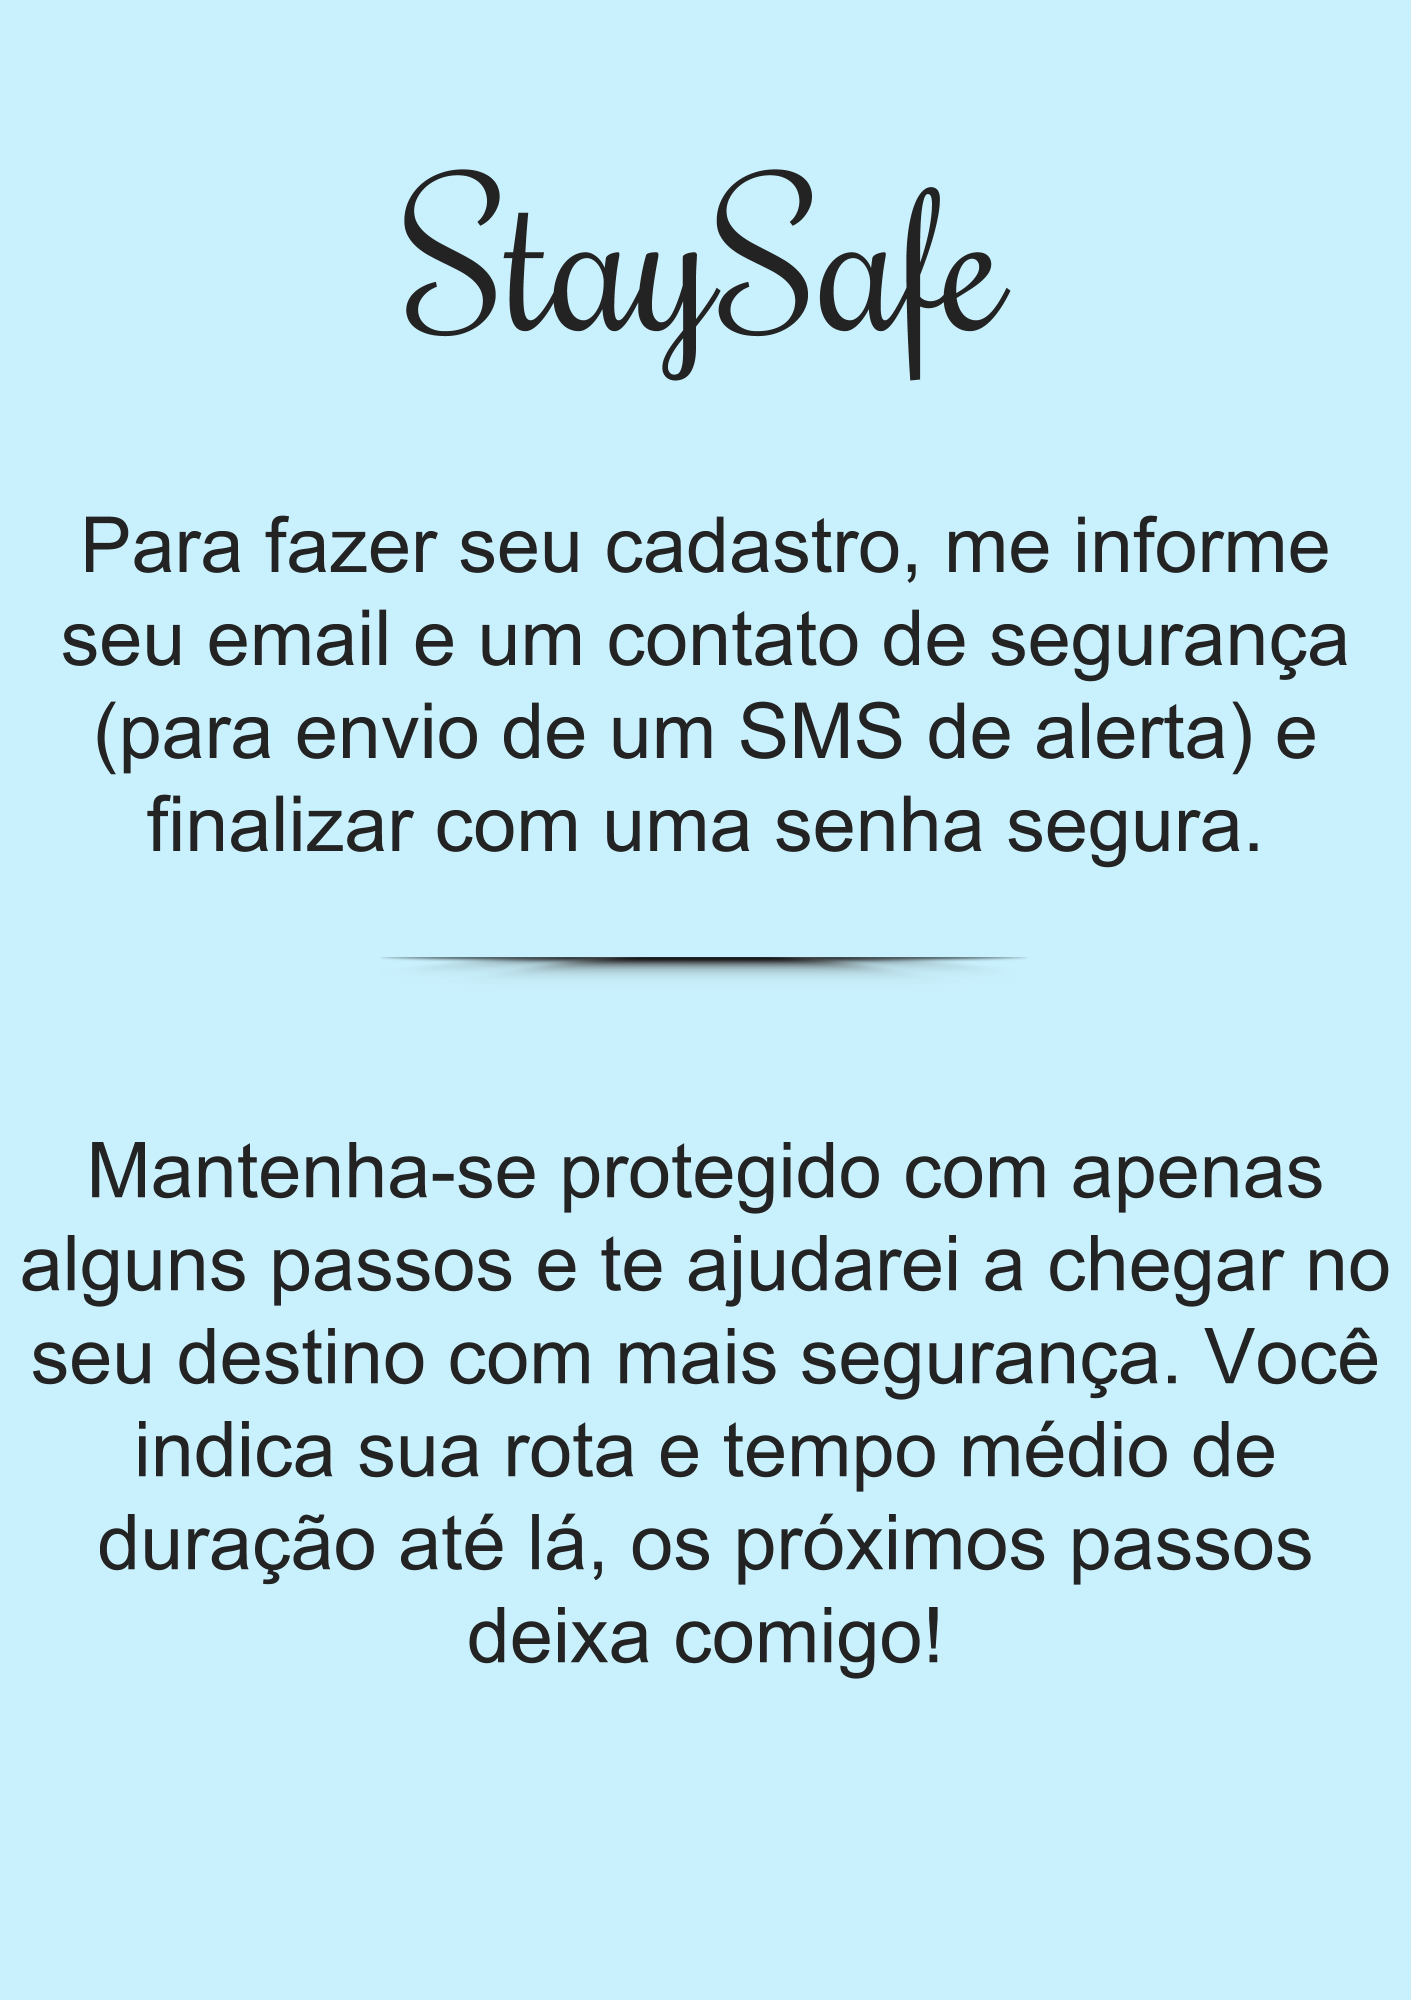 StaySafe
Para fazer seu cadastro, me informe
seu email e um contato de segurança
(para envio de um SMS de alerta) e
finalizar com uma senha segura.
Mantenha-se protegido com apenas
alguns passos e te ajudarei a chegar no
seu destino com mais segurança. Você
indica sua rota e tempo médio de
duração até lá, os próximos passos
deixa comigo!